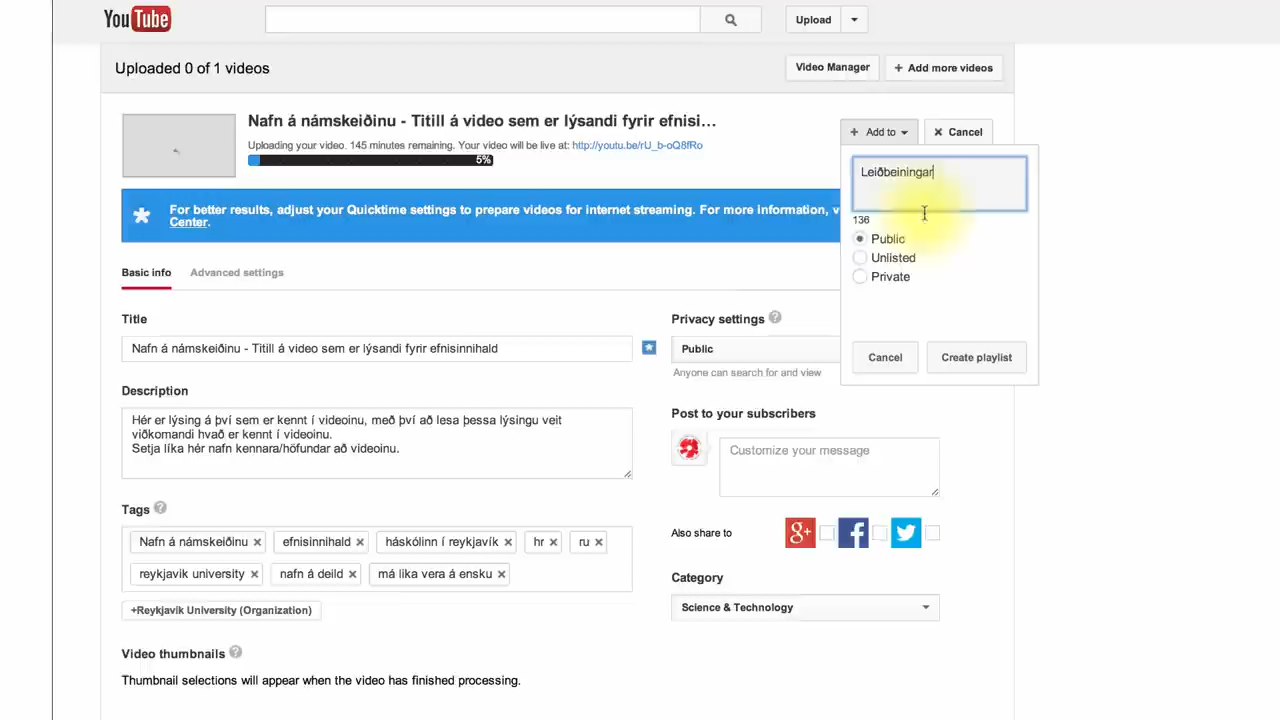 YouTube
Upload
Uploaded 0 of 1 videos
Video Manager
+ Add more videos
Nafn á námskeiðinu - Titill á video sem er lýsandi fyrir efnisi...
+ Add to
× Cancel
Uploading your video. 145 minutes remaining. Your video will be live at: http://youtu.be/rU_b-oQ8fRo
5%
Leiðbeiningar
136
Public
Unlisted
Private
Cancel
Create playlist
For better results, adjust your Quicktime settings to prepare videos for internet streaming. For more information, v
Center.
Basic info
Advanced settings
Title
Nafn á námskeiðinu - Titill á video sem er lýsandi fyrir efnisinnihald
Description
Hér er lýsing á því sem er kennt í videoinu, með því að lesa þessa lýsingu veit
viðkomandi hvað er kennt í videoinu.
Setja líka hér nafn kennara/höfundar að videoinu.
Tags ?
Nafn á námskeiðinu ×
efnisinnihald ×
háskólinn í reykjavík ×
hr ×
ru ×
reykjavik university ×
nafn á deild ×
má lika vera á ensku ×
+Reykjavik University (Organization)
Video thumbnails ?
Thumbnail selections will appear when the video has finished processing.
Privacy settings ?
Public
Anyone can search for and view
Post to your subscribers
Customize your message
Also share to
g+
f
Category
Science & Technology